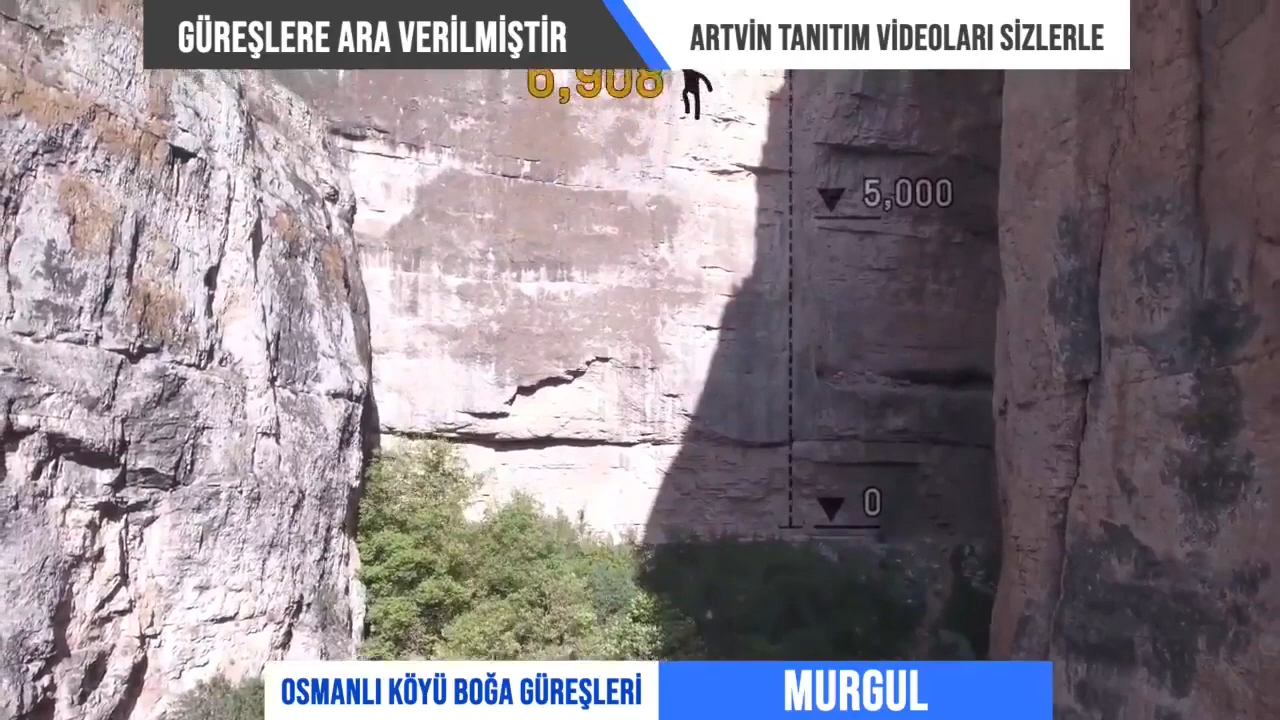 GÜREŞLERE ARA VERİLMİŞTİR
ARTVİN TANITIM VİDEOLARI SİZLERLE
6,908
5,000
0
OSMANLI KÖYÜ BOĞA GÜREŞLERİ
MURGUL